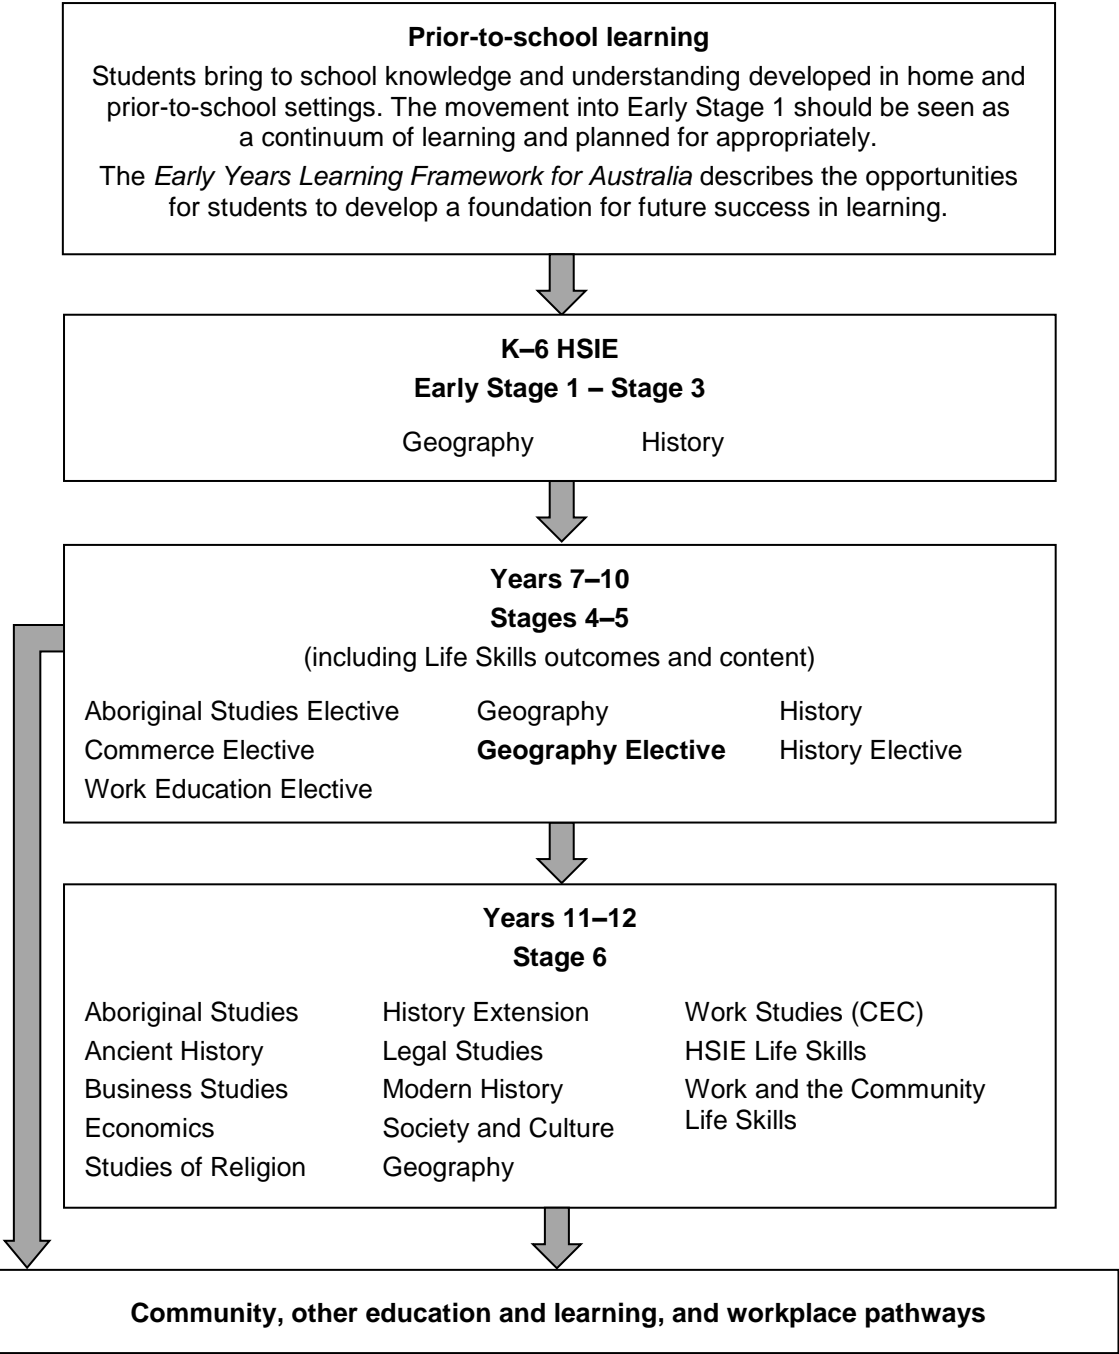 Prior-to-school learning
Students bring to school knowledge and understanding developed in home and
prior-to-school settings. The movement into Early Stage 1 should be seen as
a continuum of learning and planned for appropriately.
The Early Years Learning Framework for Australia describes the opportunities
for students to develop a foundation for future success in learning.
K–6 HSIE
Early Stage 1 – Stage 3
Geography History
Years 7–10
Stages 4–5
(including Life Skills outcomes and content)
Aboriginal Studies Elective Geography History
Commerce Elective Geography Elective History Elective
Work Education Elective
Years 11–12
Stage 6
Aboriginal Studies History Extension Work Studies (CEC)
Ancient History Legal Studies HSIE Life Skills
Business Studies Modern History Work and the Community
Life Skills
Economics Society and Culture
Studies of Religion Geography
Community, other education and learning, and workplace pathways